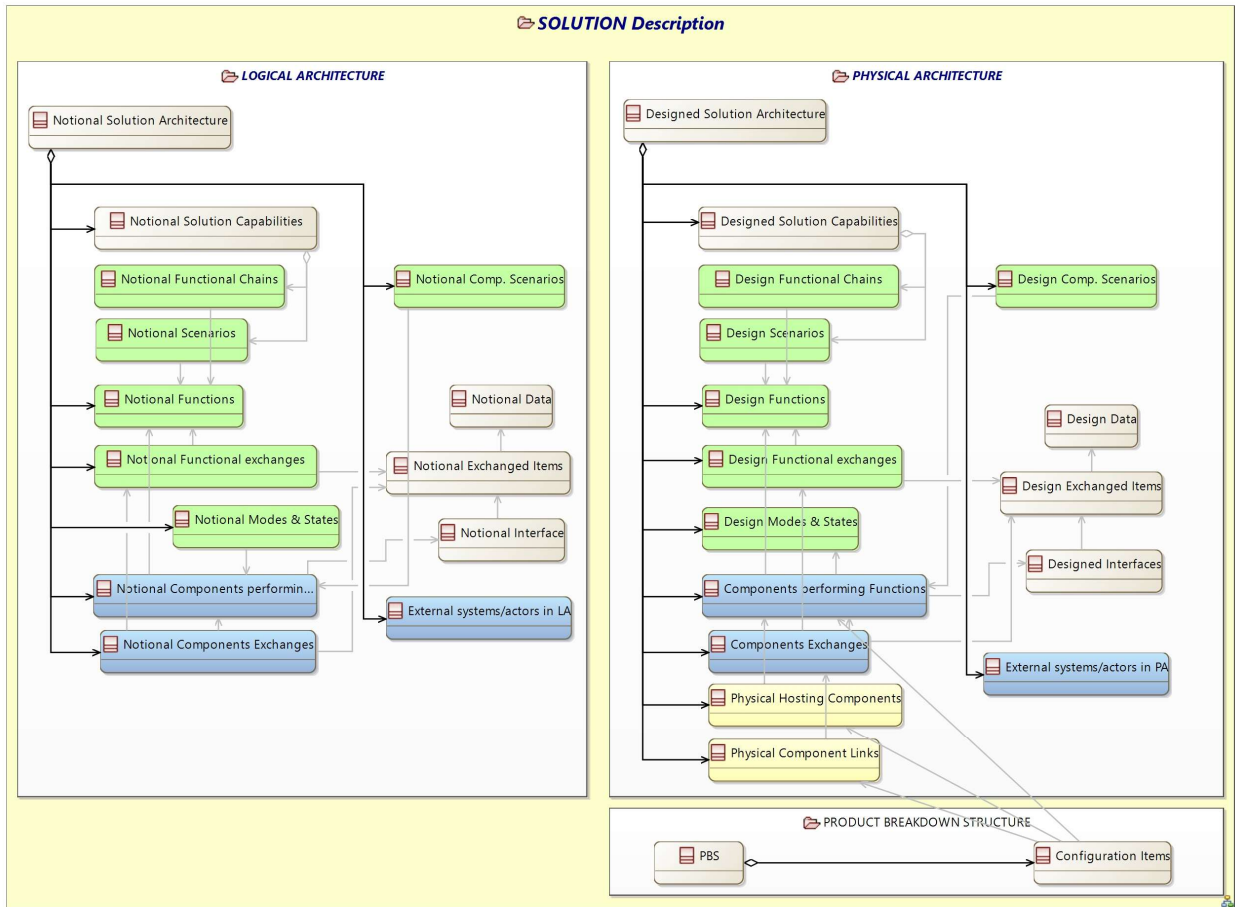 SOLUTION Description
LOGICAL ARCHITECTURE
Notional Solution Architecture
Notional Solution Capabilities
Notional Functional Chains
Notional Comp. Scenarios
Notional Scenarios
Notional Functions
Notional Data
Notional Functional exchanges
Notional Exchanged Items
Notional Modes & States
Notional Interface
Notional Components performin...
External systems/actors in LA
Notional Components Exchanges
PHYSICAL ARCHITECTURE
Designed Solution Architecture
Designed Solution Capabilities
Design Functional Chains
Design Comp. Scenarios
Design Scenarios
Design Functions
Design Data
Design Functional exchanges
Design Exchanged Items
Design Modes & States
Designed Interfaces
Components performing Functions
Components Exchanges
External systems/actors in PA
Physical Hosting Components
Physical Component Links
PRODUCT BREAKDOWN STRUCTURE
PBS
Configuration Items